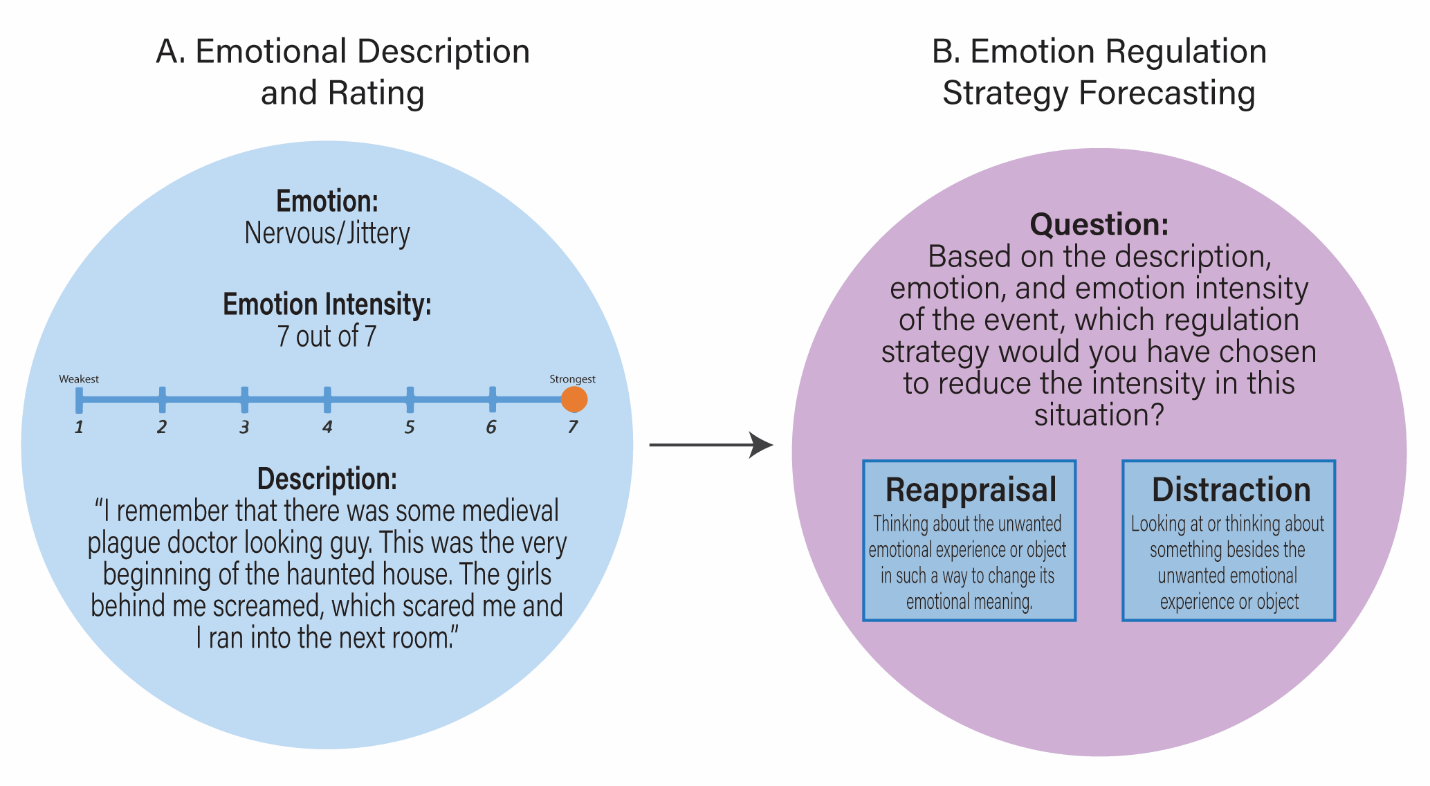 A. Emotional Description
and Rating
Emotion:
Nervous/Jittery
Emotion Intensity:
7 out of 7
Weakest
Strongest
1 2 3 4 5 6 7
Description:
“I remember that there was some medieval
plague doctor looking guy. This was the very
beginning of the haunted house. The girls
behind me screamed, which scared me and
I ran into the next room.”
B. Emotion Regulation
Strategy Forecasting
Question:
Based on the description,
emotion, and emotion intensity
of the event, which regulation
strategy would you have chosen
to reduce the intensity in this
situation?
Reappraisal
Thinking about the unwanted
emotional experience or object
in such a way to change its
emotional meaning.
Distraction
Looking at or thinking about
something besides the
unwanted emotional
experience or object